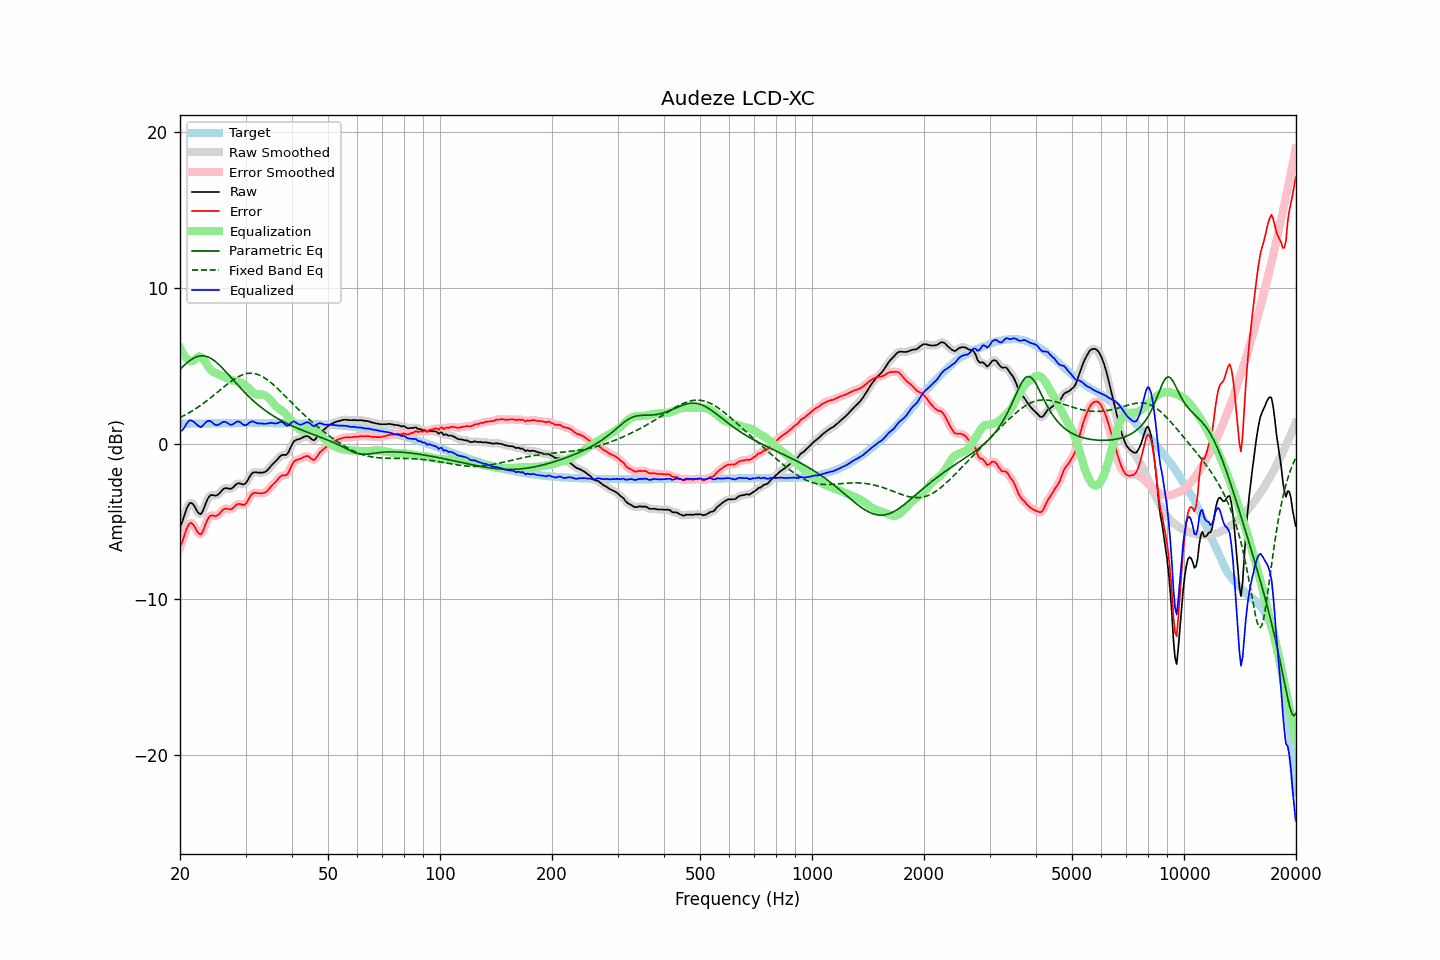 Audeze LCD-XC
Target
Raw Smoothed
Error Smoothed
Raw
Error
Equalization
Parametric Eq
Fixed Band Eq
Equalized
20
10
0
−10
−20
Amplitude (dBr)
20 50 100 200 500 1000 2000 5000 10000 20000
Frequency (Hz)